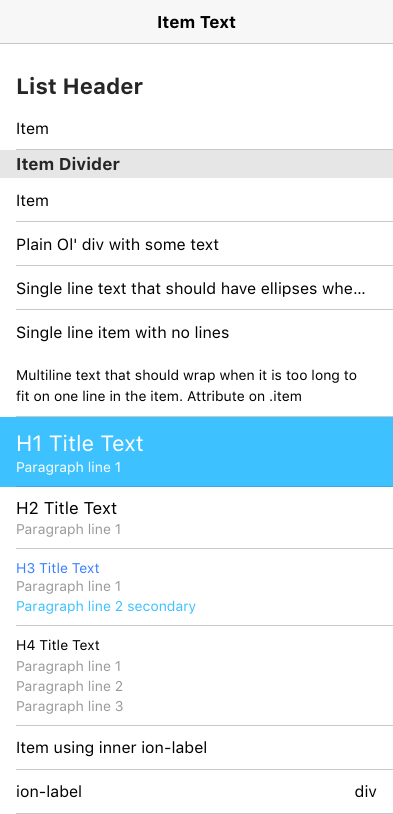 Item Text
List Header
Item
Item Divider
Item
Plain Ol' div with some text
Single line text that should have ellipses whe...
Single line item with no lines
Multiline text that should wrap when it is too long to
fit on one line in the item. Attribute on .item
H1 Title Text
Paragraph line 1
H2 Title Text
Paragraph line 1
H3 Title Text
Paragraph line 1
Paragraph line 2 secondary
H4 Title Text
Paragraph line 1
Paragraph line 2
Paragraph line 3
Item using inner ion-label
ion-label div